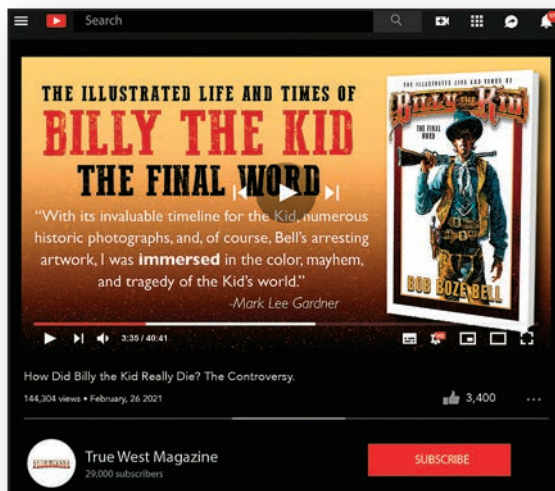 Search
THE ILLUSTRATED LIFE AND TIMES OF
BILLY THE KID
THE FINAL WORD
“With its invaluable timeline for the Kid, numerous
historic photographs, and, of course, Bell’s arresting
artwork, I was immersed in the color, mayhem,
and tragedy of the Kid’s world.”
-Mark Lee Gardner
THE ILLUSTRATED LIFE AND TIMES OF
BILLY THE KID
THE FINAL
WORD
BOB BOZE BELL
3:35 / 40:41
How Did Billy the Kid Really Die? The Controversy.
144,304 views • February, 26 2021
3,400
TRUE WEST
True West Magazine
29,000 subscribers
SUBSCRIBE